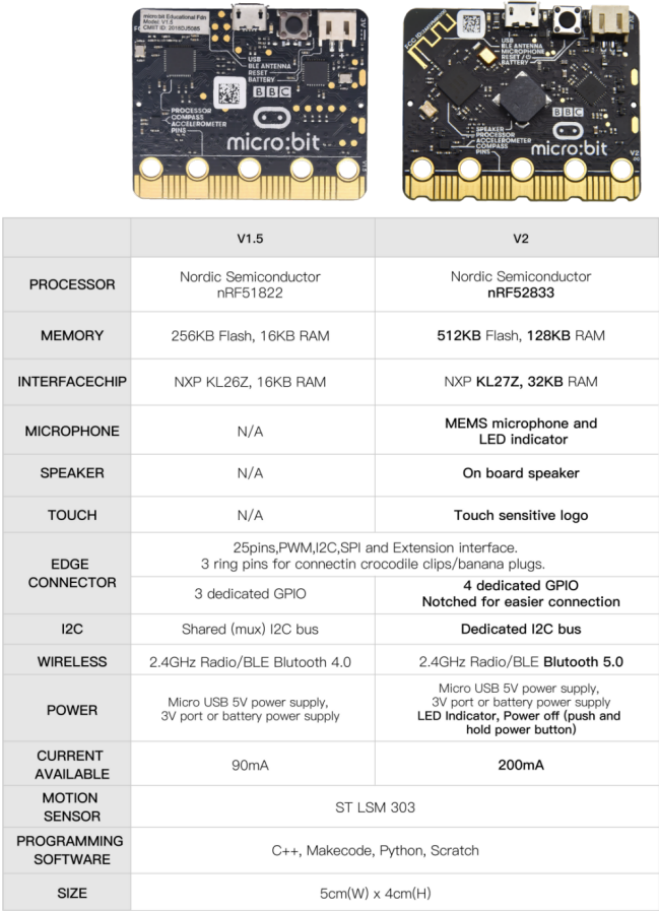 micro:bit Educational Fdn
Model: V1.5
USB
BLE ANTENNA
RESET
BATTERY
BBC
PROCESSOR
COMPASS
ACCELEROMETER
PINS
micro:bit
USB
BLE ANTENNA
MICROPHONE
RESET /
BATTERY
BBC
SPEAKER
PROCESSOR
ACCELEROMETER
COMPASS
PINS
micro:bit
V2
V1.5 V2
PROCESSOR Nordic Semiconductor Nordic Semiconductor
nRF51822 nRF52833
MEMORY 256KB Flash, 16KB RAM 512KB Flash, 128KB RAM
INTERFACECHIP NXP KL26Z, 16KB RAM NXP KL27Z, 32KB RAM
MICROPHONE N/A MEMS microphone and
LED indicator
SPEAKER N/A On board speaker
TOUCH N/A Touch sensitive logo
EDGE
CONNECTOR
25pins,PWM,I2C,SPI and Extension interface.
3 ring pins for connectin crocodile clips/banana plugs.
3 dedicated GPIO 4 dedicated GPIO
Notched for easier connection
I2C Shared (mux) I2C bus Dedicated I2C bus
WIRELESS 2.4GHz Radio/BLE Blutooth 4.0 2.4GHz Radio/BLE Blutooth 5.0
POWER
Micro USB 5V power supply,
3V port or battery power supply
Micro USB 5V power supply,
3V port or battery power supply
LED Indicator, Power off (push and
hold power button)
CURRENT
AVAILABLE
90mA 200mA
MOTION
SENSOR
ST LSM 303
PROGRAMMING
SOFTWARE
C++, Makecode, Python, Scratch
SIZE 5cm(W) x 4cm(H)